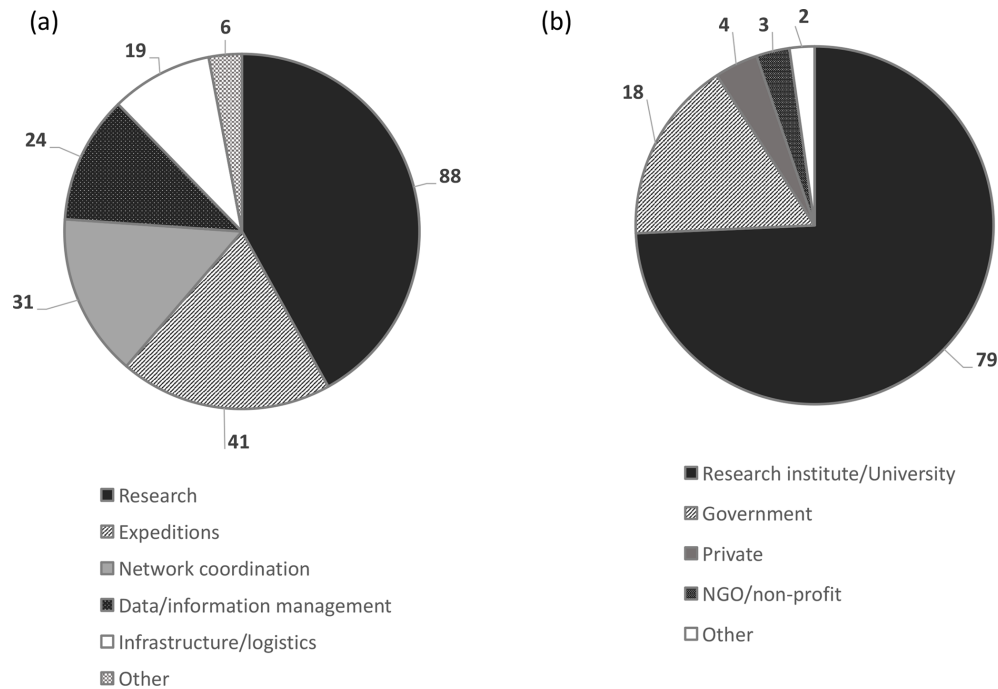 (a)
6
19
24
88
31
41
Research
Expeditions
Network coordination
Data/information management
Infrastructure/logistics
Other
(b)
4
3
2
18
79
Research institute/University
Government
Private
NGO/non-profit
Other